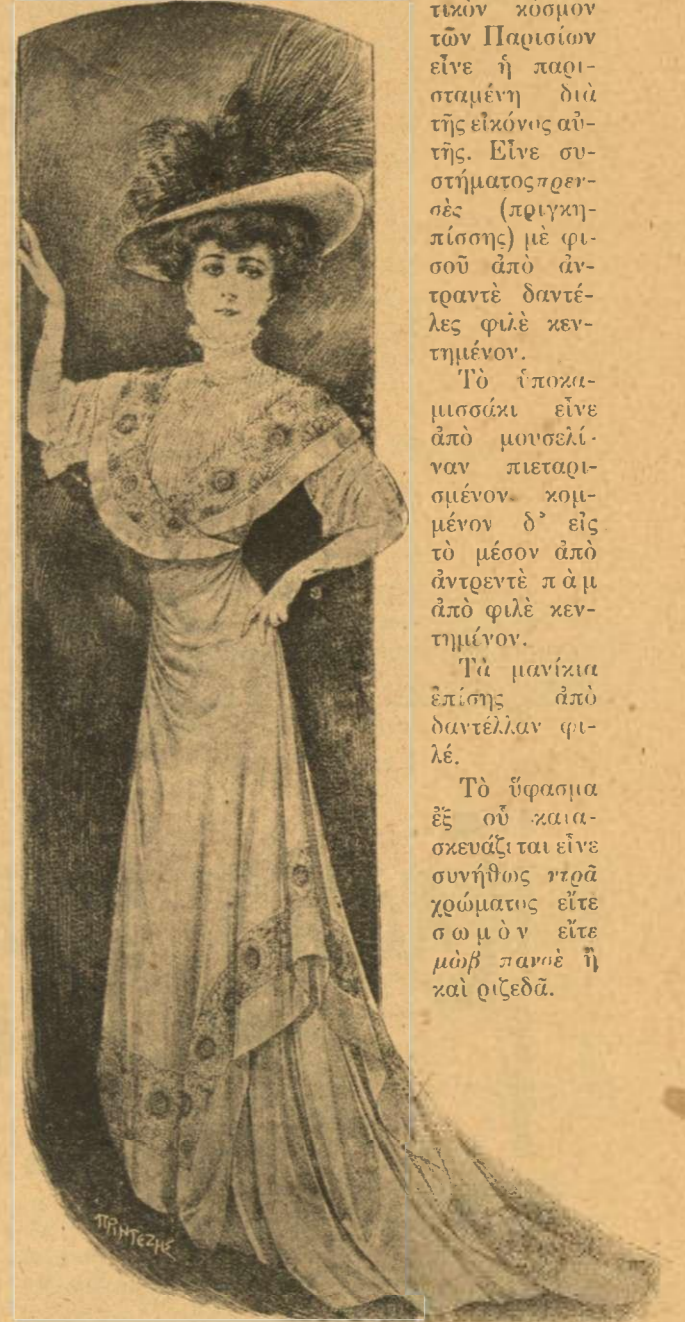 τικὸν κόσμον
τῶν Παρισίων
εἶνε ἡ παρι-
σταμένη διὰ
τῆς εἰκόνος αὐ-
τῆς. Εἶνε συ-
στήματος πρεν-
σὲς (πριγκη-
πίσσης) μὲ φι-
σοῦ ἀπὸ ἀν-
τραντὲ δαντέ-
λες φιλὲ κεν-
τημένον.
Τὸ ὑποκα-
μισσάκι εἶνε
ἀπὸ μουσελί-
ναν πιεταρι-
σμένον κομ-
μένον δ’ εἰς
τὸ μέσον ἀπὸ
ἀντρεντὲ πὰμ
ἀπὸ φιλὲ κεν-
τημένον.
Τὰ μανίκια
ἐπίσης ἀπὸ
δαντέλλαν φι-
λέ.
Τὸ ὕφασμα
ἐξ οὗ κατα-
σκευάζεται εἶνε
συνήθως ντρᾶ
χρώματος εἴτε
σωμὸν εἴτε
μὼβ πανσὲ ἢ
καὶ ριζεδᾶ.
ΠΡΙΝΤΕΖΗΣ